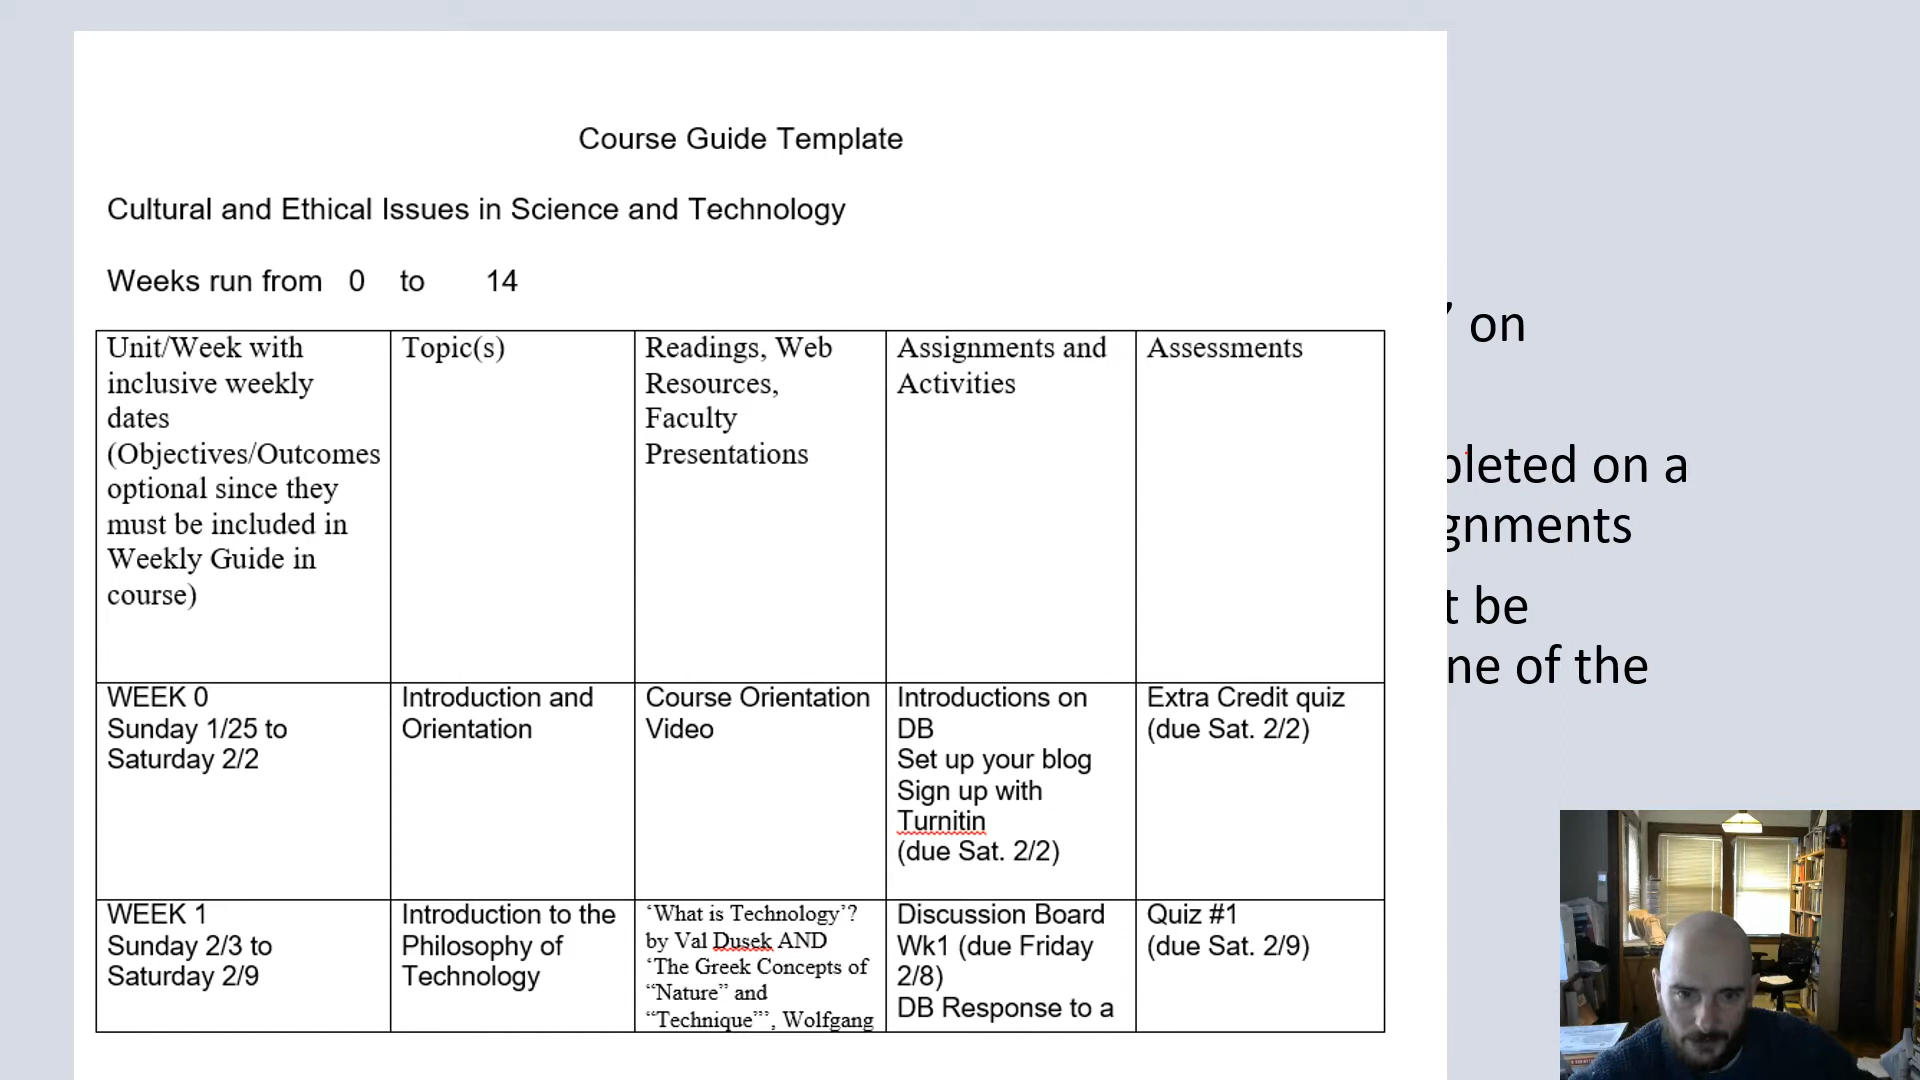 Course Guide Template
Cultural and Ethical Issues in Science and Technology
Weeks run from 0 to 14
Unit/Week with
inclusive weekly
dates
(Objectives/Outcomes
optional since they
must be included in
Weekly Guide in
course)
Topic(s)
Readings, Web
Resources,
Faculty
Presentations
Assignments and
Activities
Assessments
WEEK 0
Sunday 1/25 to
Saturday 2/2
Introduction and
Orientation
Course Orientation
Video
Introductions on
DB
Set up your blog
Sign up with
Turnitin
(due Sat. 2/2)
Extra Credit quiz
(due Sat. 2/2)
WEEK 1
Sunday 2/3 to
Saturday 2/9
Introduction to the
Philosophy of
Technology
‘What is Technology’?
by Val Dusek AND
‘The Greek Concepts of
“Nature” and
“Technique”’, Wolfgang
Discussion Board
Wk1 (due Friday
2/8)
DB Response to a
Quiz #1
(due Sat. 2/9)
on
pleted on a
gnments
t be
ne of the